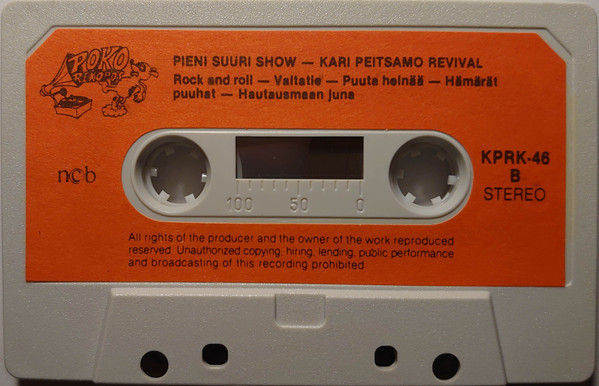 POKO
REKORDS
PIENI SUURI SHOW — KARI PEITSAMO REVIVAL
Rock and roll — Valtatie — Puuta heinää — Hämärät
puuhat — Hautausmaan juna
KPRK-46
B
STEREO
ncb
100 50 0
All rights of the producer and the owner of the work reproduced
reserved. Unauthorized copying, hiring, lending, public performance
and broadcasting of this recording prohibited